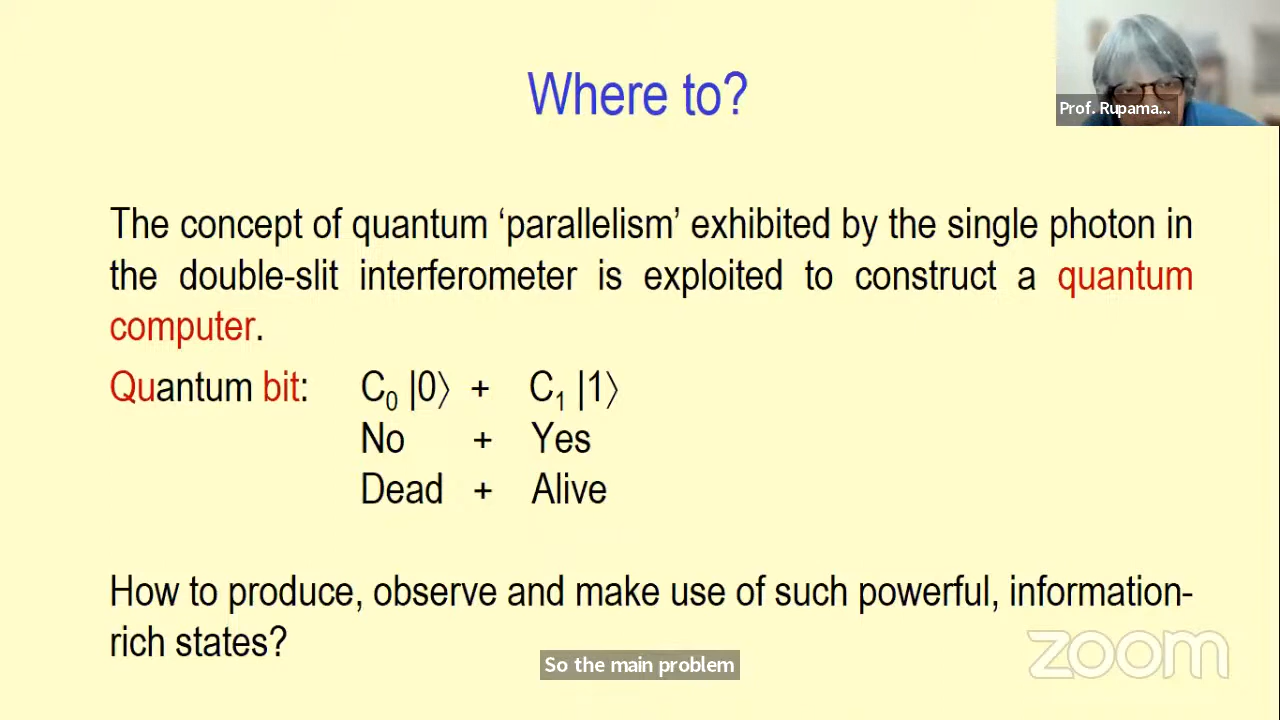 Where to?
Prof. Rupama...
The concept of quantum ‘parallelism’ exhibited by the single photon in
the double-slit interferometer is exploited to construct a quantum
computer.
Quantum bit: C₀ |0⟩ + C₁ |1⟩
No + Yes
Dead + Alive
How to produce, observe and make use of such powerful, information-
rich states?
zoom
So the main problem